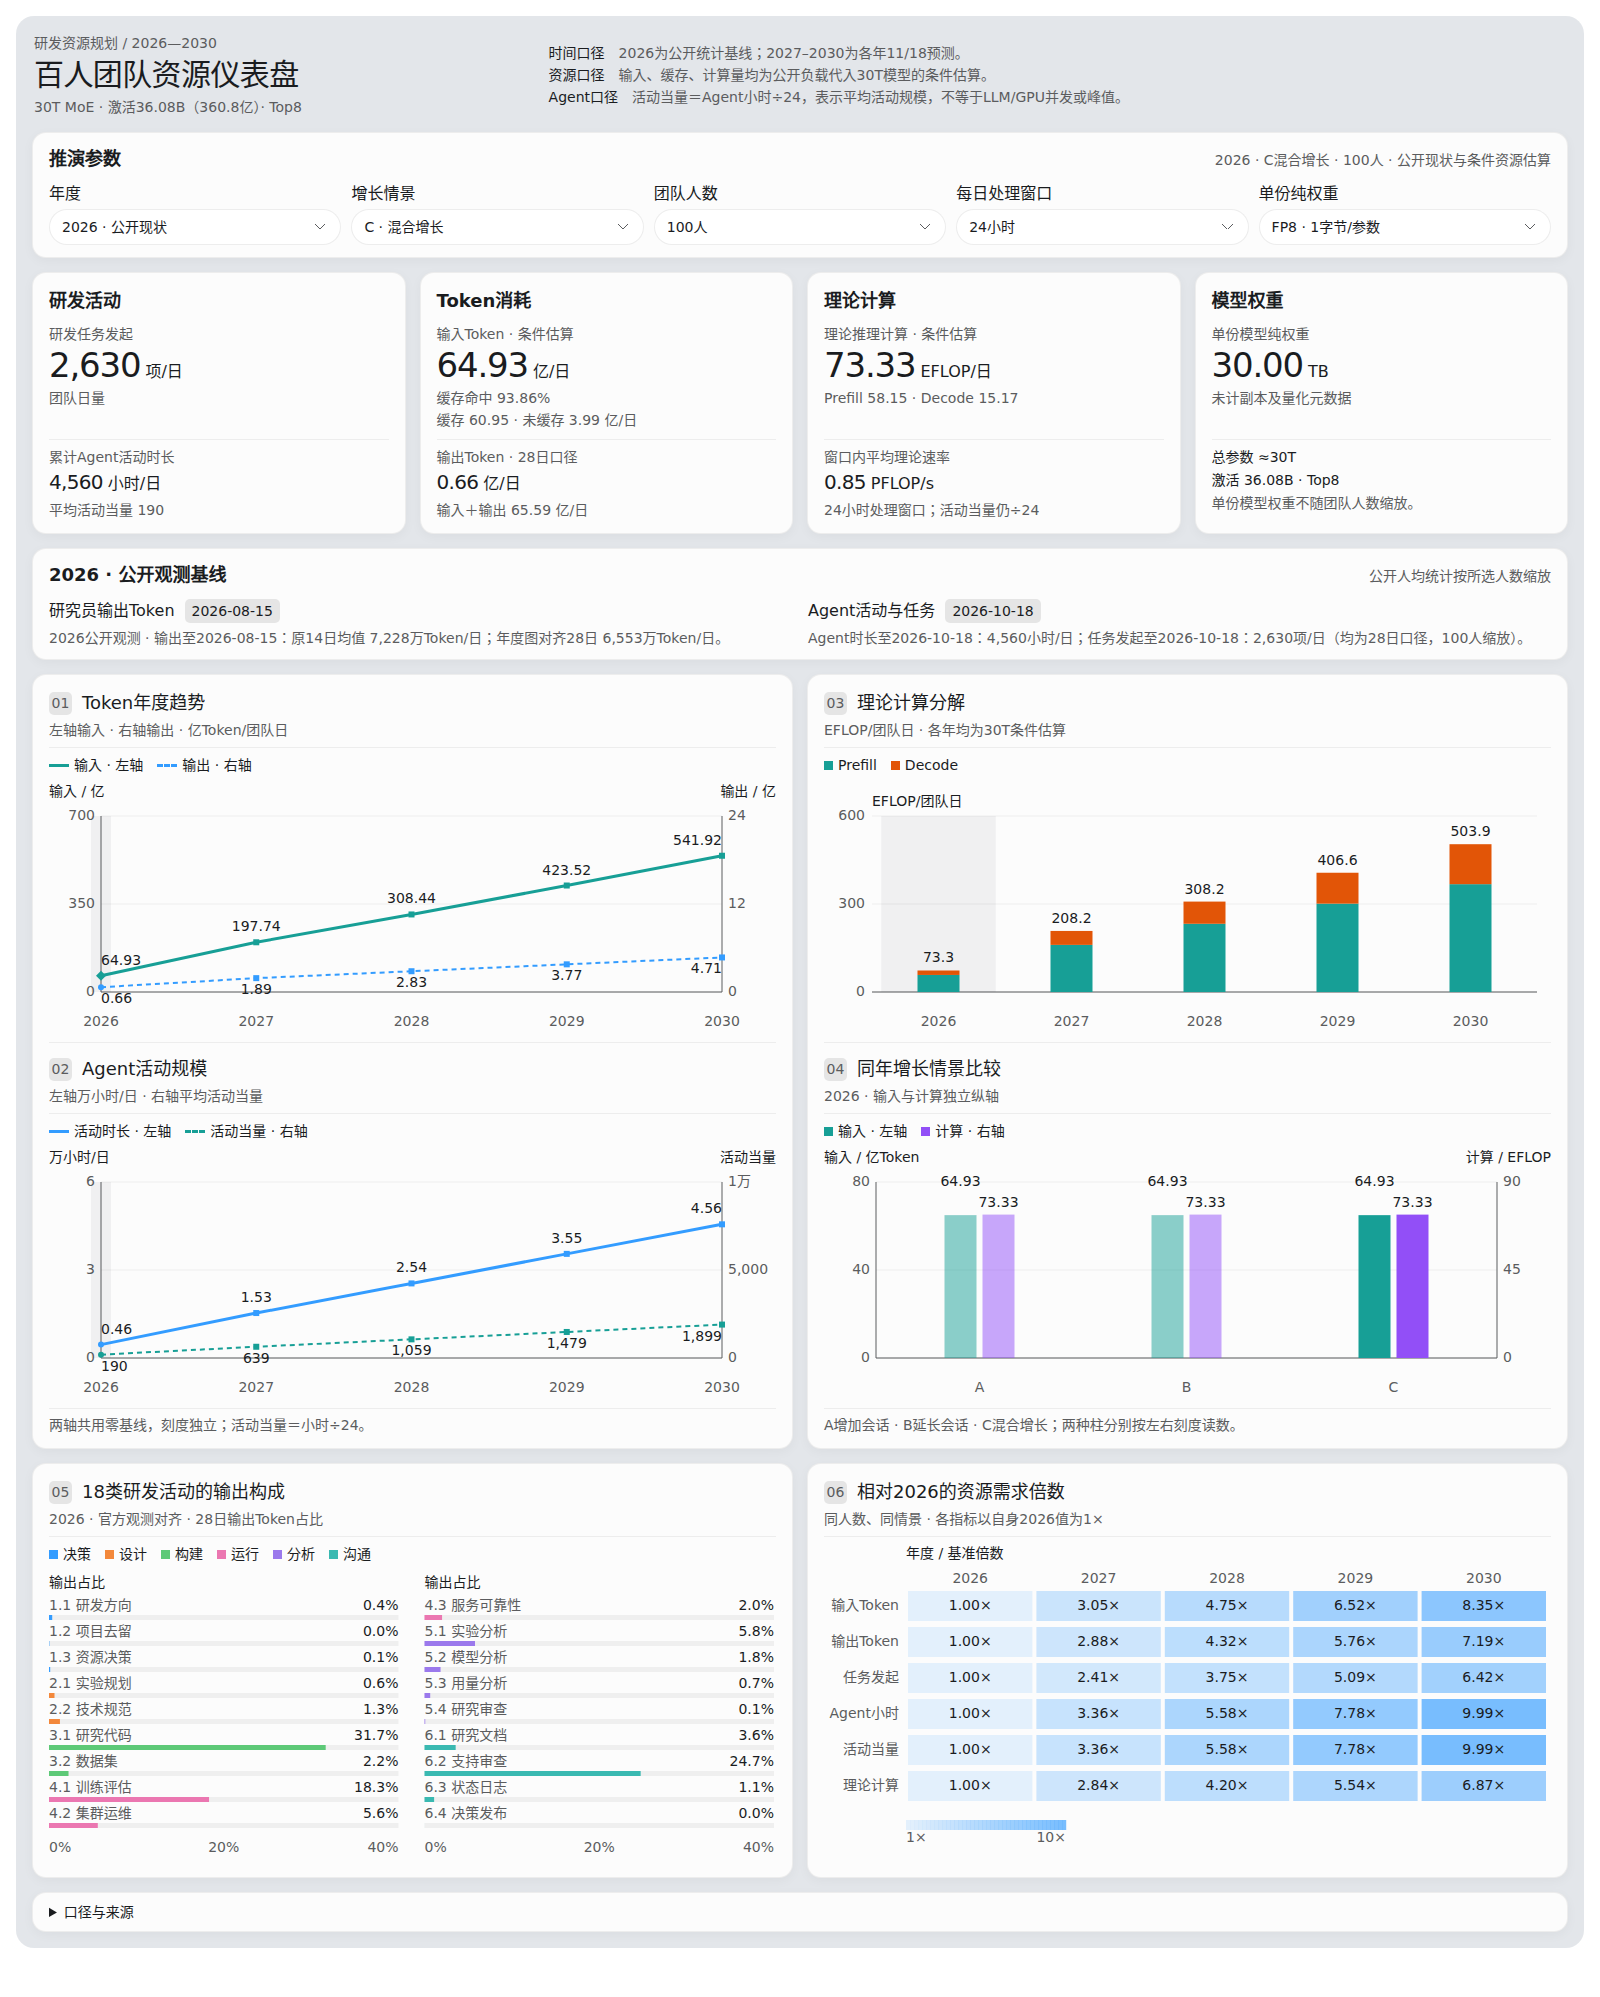 研发资源规划 / 2026—2030
百人团队资源仪表盘
30T MoE · 激活36.08B（360.8亿）· Top8
时间口径 2026为公开统计基线；2027–2030为各年11/18预测。
资源口径 输入、缓存、计算量均为公开负载代入30T模型的条件估算。
Agent口径 活动当量＝Agent小时÷24，表示平均活动规模，不等于LLM/GPU并发或峰值。
推演参数
2026 · C混合增长 · 100人 · 公开现状与条件资源估算
年度 增长情景 团队人数 每日处理窗口 单份纯权重
2026 · 公开现状 C · 混合增长 100人 24小时 FP8 · 1字节/参数
研发活动
研发任务发起
2,630 项/日
团队日量
累计Agent活动时长
4,560 小时/日
平均活动当量 190
Token消耗
输入Token · 条件估算
64.93 亿/日
缓存命中 93.86%
缓存 60.95 · 未缓存 3.99 亿/日
输出Token · 28日口径
0.66 亿/日
输入＋输出 65.59 亿/日
理论计算
理论推理计算 · 条件估算
73.33 EFLOP/日
Prefill 58.15 · Decode 15.17
窗口内平均理论速率
0.85 PFLOP/s
24小时处理窗口；活动当量仍÷24
模型权重
单份模型纯权重
30.00 TB
未计副本及量化元数据
总参数 ≈30T
激活 36.08B · Top8
单份模型权重不随团队人数缩放。
2026 · 公开观测基线
公开人均统计按所选人数缩放
研究员输出Token 2026-08-15
2026公开观测 · 输出至2026-08-15：原14日均值 7,228万Token/日；年度图对齐28日 6,553万Token/日。
Agent活动与任务 2026-10-18
Agent时长至2026-10-18：4,560小时/日；任务发起至2026-10-18：2,630项/日（均为28日口径，100人缩放）。
01 Token年度趋势
左轴输入 · 右轴输出 · 亿Token/团队日
输入 · 左轴 输出 · 右轴
输入 / 亿 输出 / 亿
700 24
541.92
423.52
350 308.44 12
197.74
64.93
4.71
3.77
2.83
1.89
0 0.66 0
2026 2027 2028 2029 2030
02 Agent活动规模
左轴万小时/日 · 右轴平均活动当量
活动时长 · 左轴 活动当量 · 右轴
万小时/日 活动当量
6 1万
4.56
3.55
3 2.54 5,000
1.53
0.46
1,899
1,479
1,059
639
0 190 0
2026 2027 2028 2029 2030
两轴共用零基线，刻度独立；活动当量＝小时÷24。
03 理论计算分解
EFLOP/团队日 · 各年均为30T条件估算
Prefill Decode
EFLOP/团队日
600
503.9
406.6
300 308.2
208.2
73.3
0
2026 2027 2028 2029 2030
04 同年增长情景比较
2026 · 输入与计算独立纵轴
输入 · 左轴 计算 · 右轴
输入 / 亿Token 计算 / EFLOP
80 64.93 64.93 64.93 90
73.33 73.33 73.33
40 45
0 0
A B C
A增加会话 · B延长会话 · C混合增长；两种柱分别按左右刻度读数。
05 18类研发活动的输出构成
2026 · 官方观测对齐 · 28日输出Token占比
决策 设计 构建 运行 分析 沟通
输出占比
1.1 研发方向 0.4%
1.2 项目去留 0.0%
1.3 资源决策 0.1%
2.1 实验规划 0.6%
2.2 技术规范 1.3%
3.1 研究代码 31.7%
3.2 数据集 2.2%
4.1 训练评估 18.3%
4.2 集群运维 5.6%
0% 20% 40%
输出占比
4.3 服务可靠性 2.0%
5.1 实验分析 5.8%
5.2 模型分析 1.8%
5.3 用量分析 0.7%
5.4 研究审查 0.1%
6.1 研究文档 3.6%
6.2 支持审查 24.7%
6.3 状态日志 1.1%
6.4 决策发布 0.0%
0% 20% 40%
06 相对2026的资源需求倍数
同人数、同情景 · 各指标以自身2026值为1×
年度 / 基准倍数
2026 2027 2028 2029 2030
输入Token 1.00× 3.05× 4.75× 6.52× 8.35×
输出Token 1.00× 2.88× 4.32× 5.76× 7.19×
任务发起 1.00× 2.41× 3.75× 5.09× 6.42×
Agent小时 1.00× 3.36× 5.58× 7.78× 9.99×
活动当量 1.00× 3.36× 5.58× 7.78× 9.99×
理论计算 1.00× 2.84× 4.20× 5.54× 6.87×
1× 10×
▶ 口径与来源